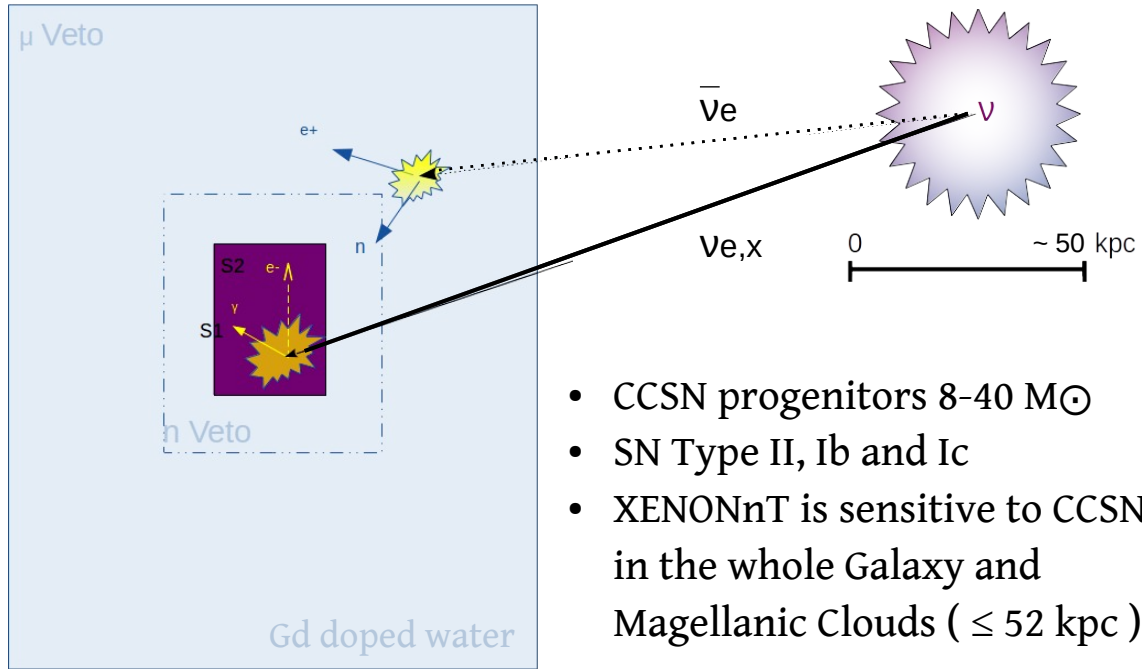 μ Veto
e+
n
S2
e-
γ
S1
n Veto
Gd doped water
ν̅e
ν
νe,x
0 ~ 50 kpc
• CCSN progenitors 8-40 M⊙
• SN Type II, Ib and Ic
• XENONnT is sensitive to CCSN
in the whole Galaxy and
Magellanic Clouds ( ≤ 52 kpc )